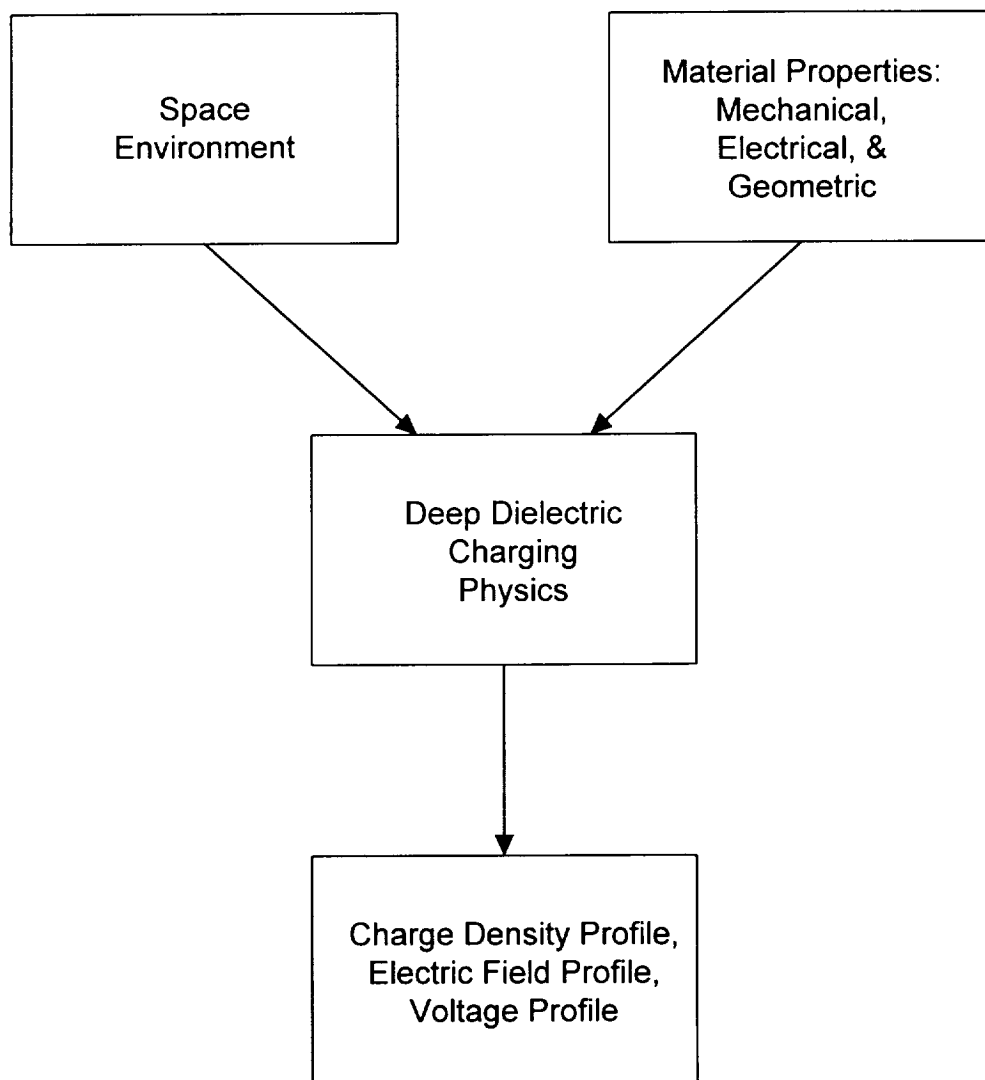 Space
Environment
Material Properties:
Mechanical,
Electrical, &
Geometric
Deep Dielectric
Charging
Physics
Charge Density Profile,
Electric Field Profile,
Voltage Profile